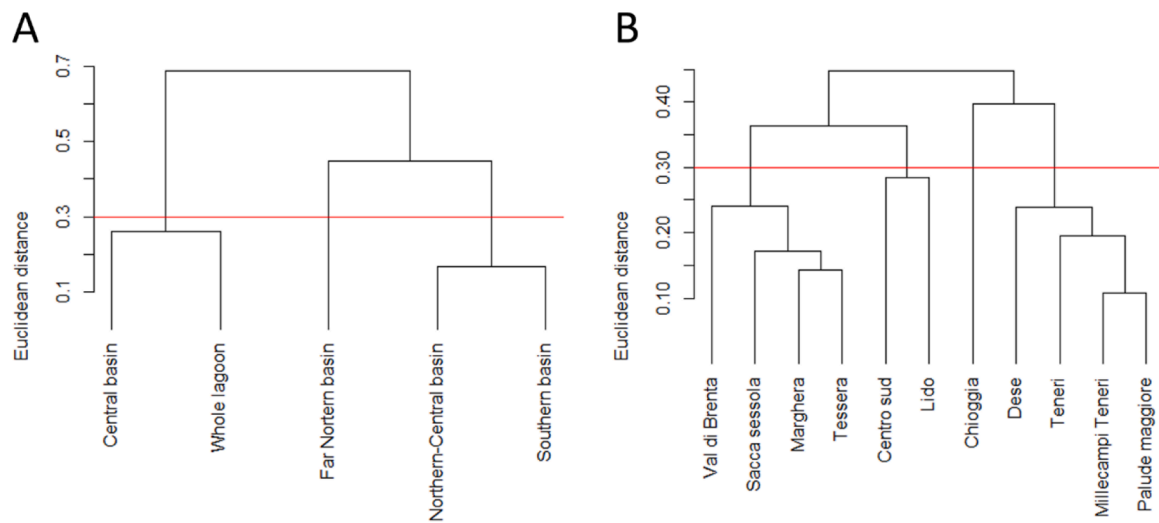 A
B
Euclidean distance
0.1
0.3
0.5
0.7
Central basin
Whole lagoon
Far Nortern basin
Northern-Central basin
Southern basin
Euclidean distance
0.10
0.20
0.30
0.40
Val di Brenta
Sacca sessola
Marghera
Tessera
Centro sud
Lido
Chioggia
Dese
Teneri
Millecampi Teneri
Palude maggiore